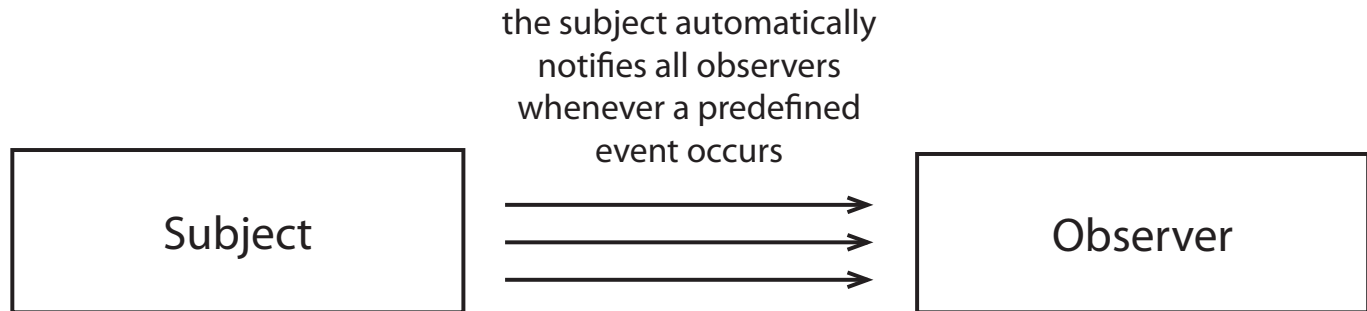 the subject automatically
notifies all observers
whenever a predefined
event occurs
Subject
Observer